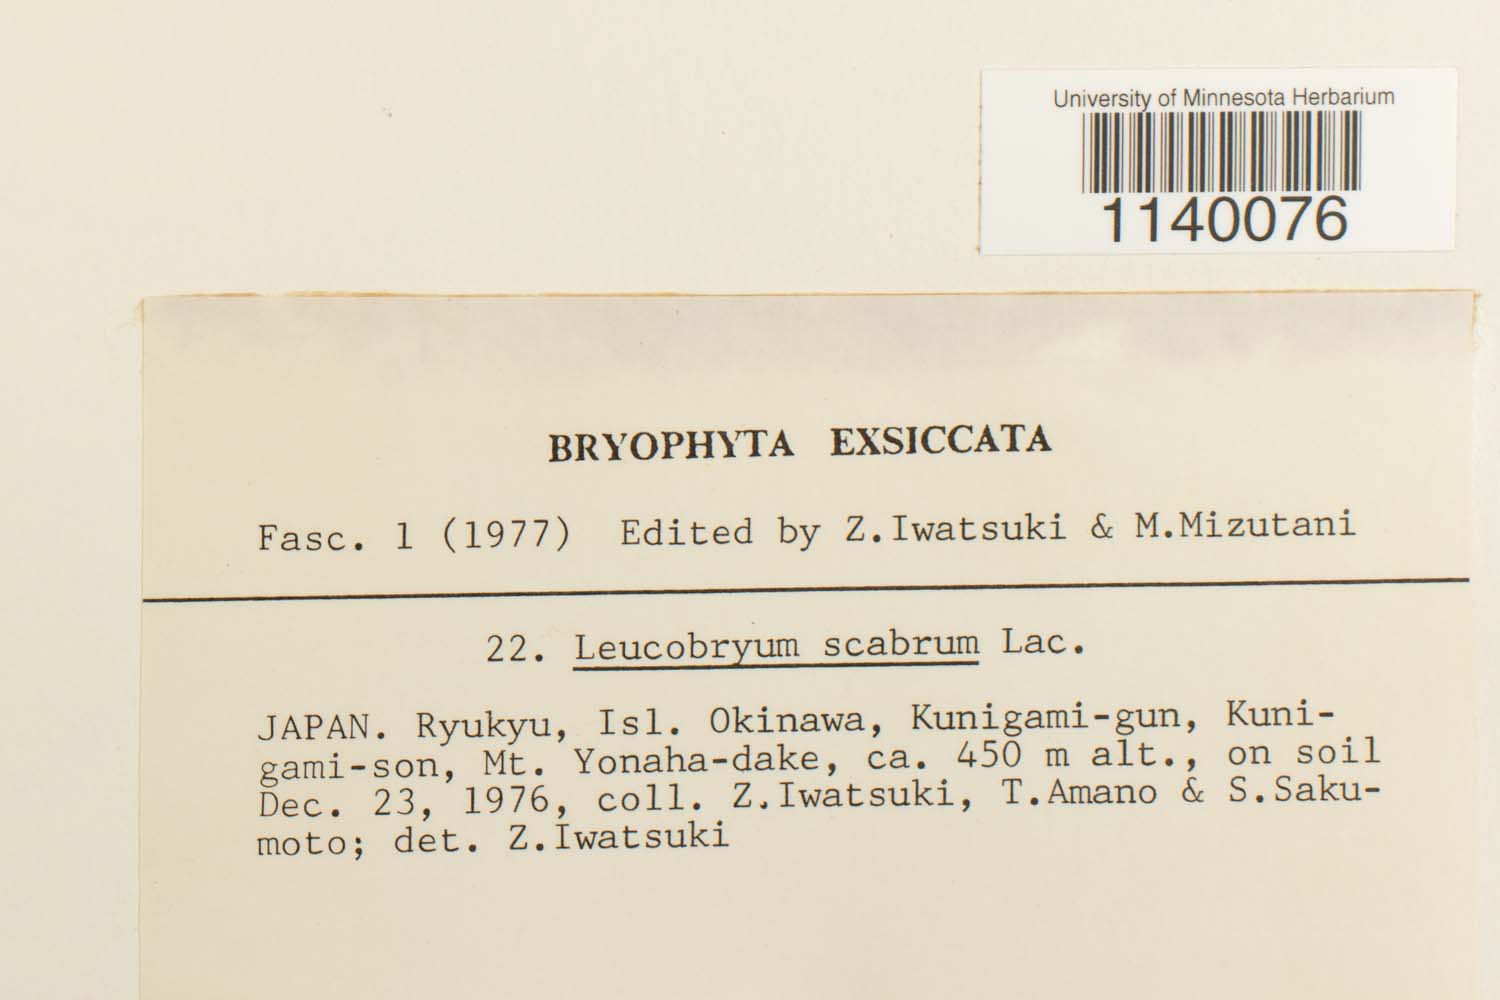 University of Minnesota Herbarium
1140076
BRYOPHYTA EXSICCATA
Fasc. 1 (1977) Edited by Z.Iwatsuki & M.Mizutani
22. Leucobryum scabrum Lac.
JAPAN. Ryukyu, Isl. Okinawa, Kunigami-gun, Kuni-
gami-son, Mt. Yonaha-dake, ca. 450 m alt., on soil
Dec. 23, 1976, coll. Z.Iwatsuki, T.Amano & S.Saku-
moto; det. Z.Iwatsuki